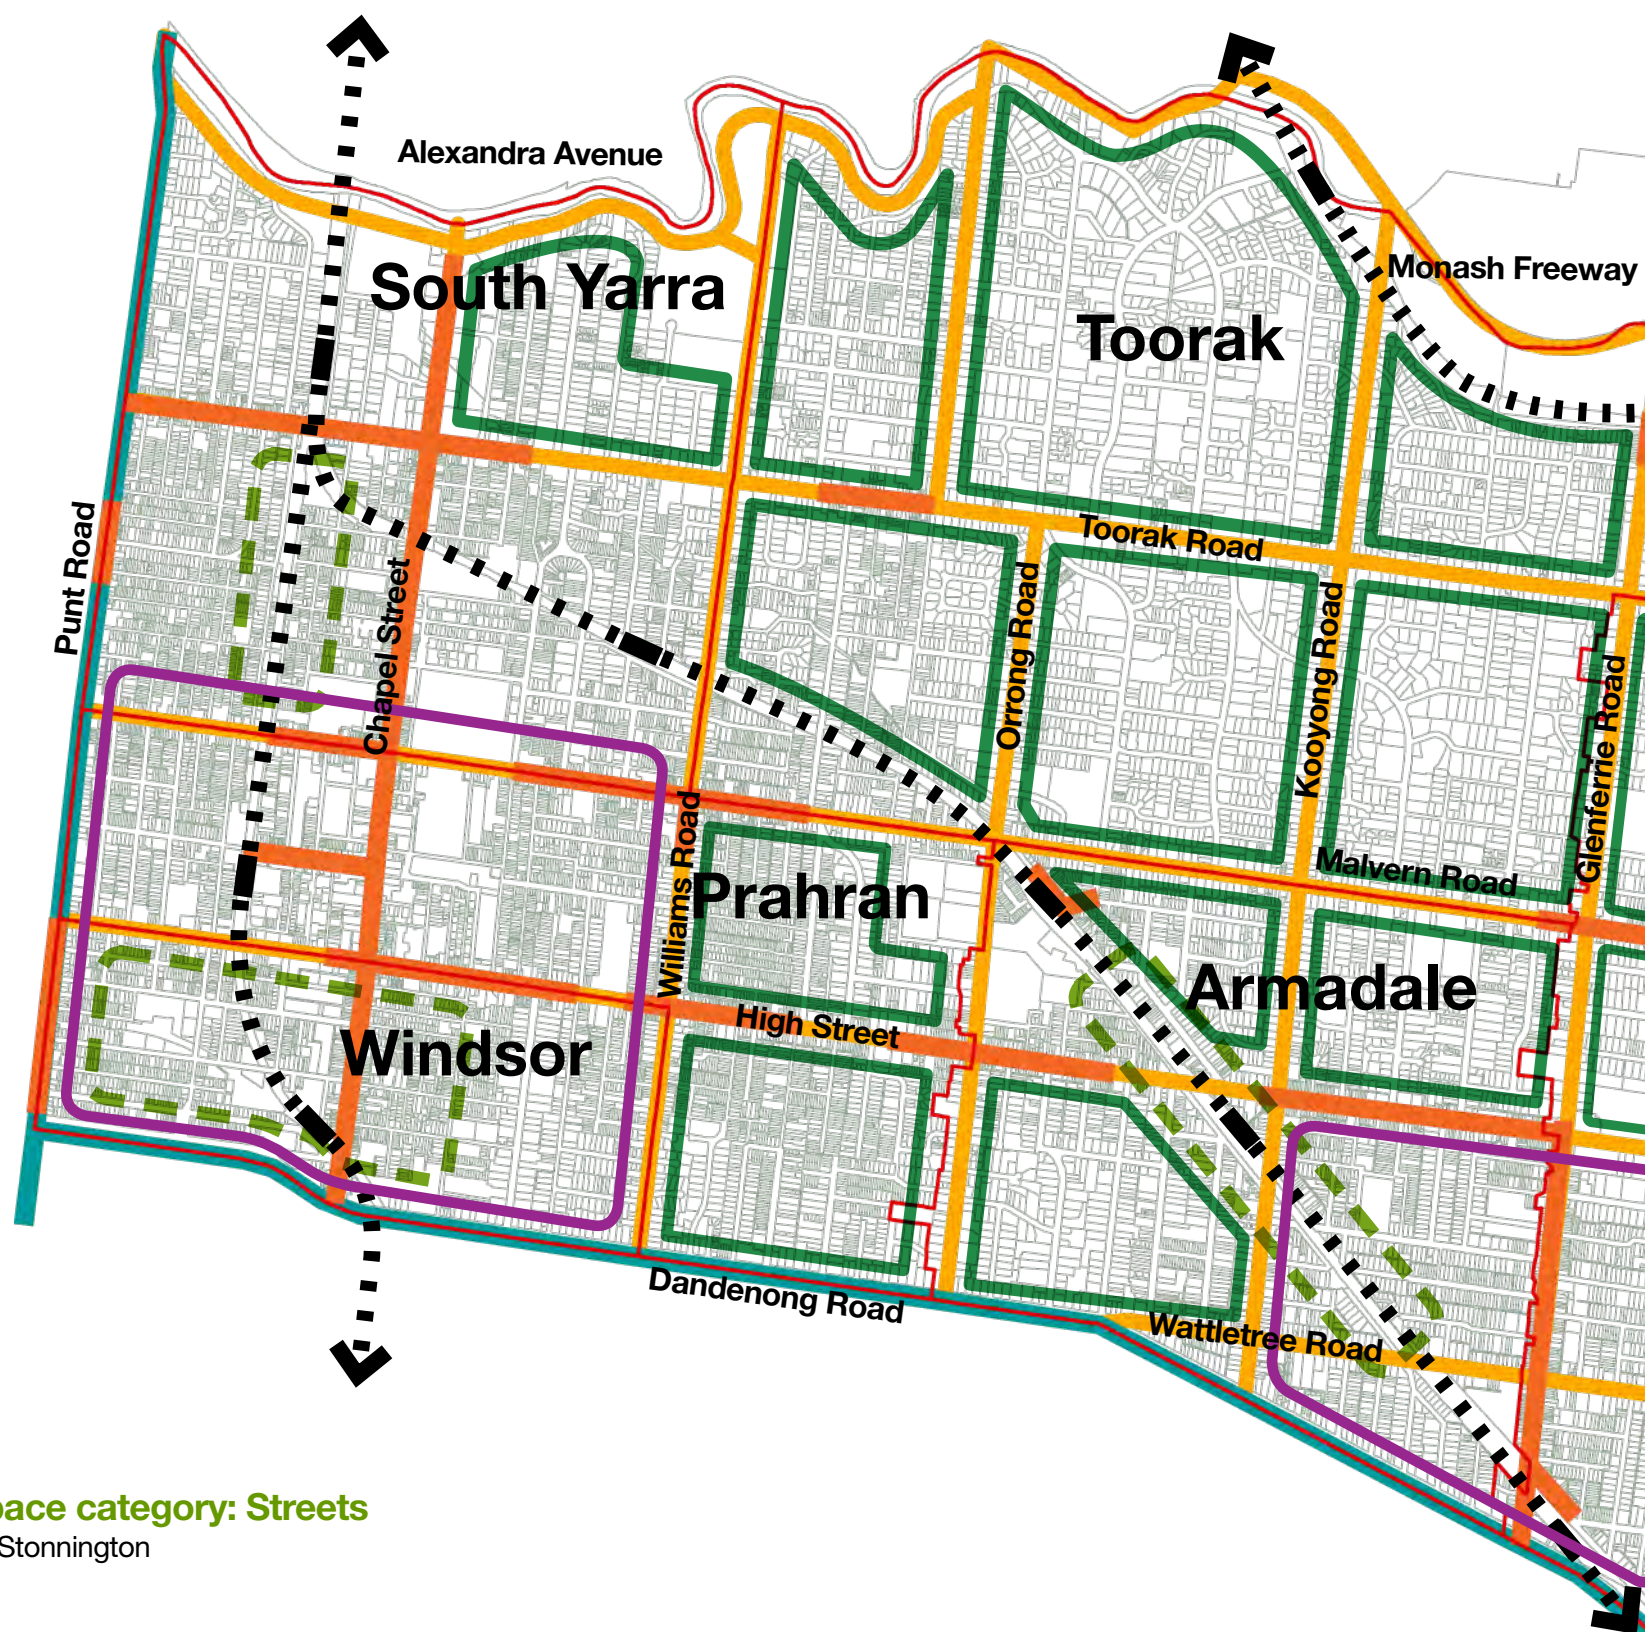 Alexandra Avenue
Monash Freeway
South Yarra
Toorak
Toorak Road
Punt Road
Chapel Street
Orrong Road
Kooyong Road
Glenferrie Road
Malvern Road
Williams Road
Prahran
Armadale
High Street
Windsor
Dandenong Road
Wattletree Road
category: Streets
Stonnington